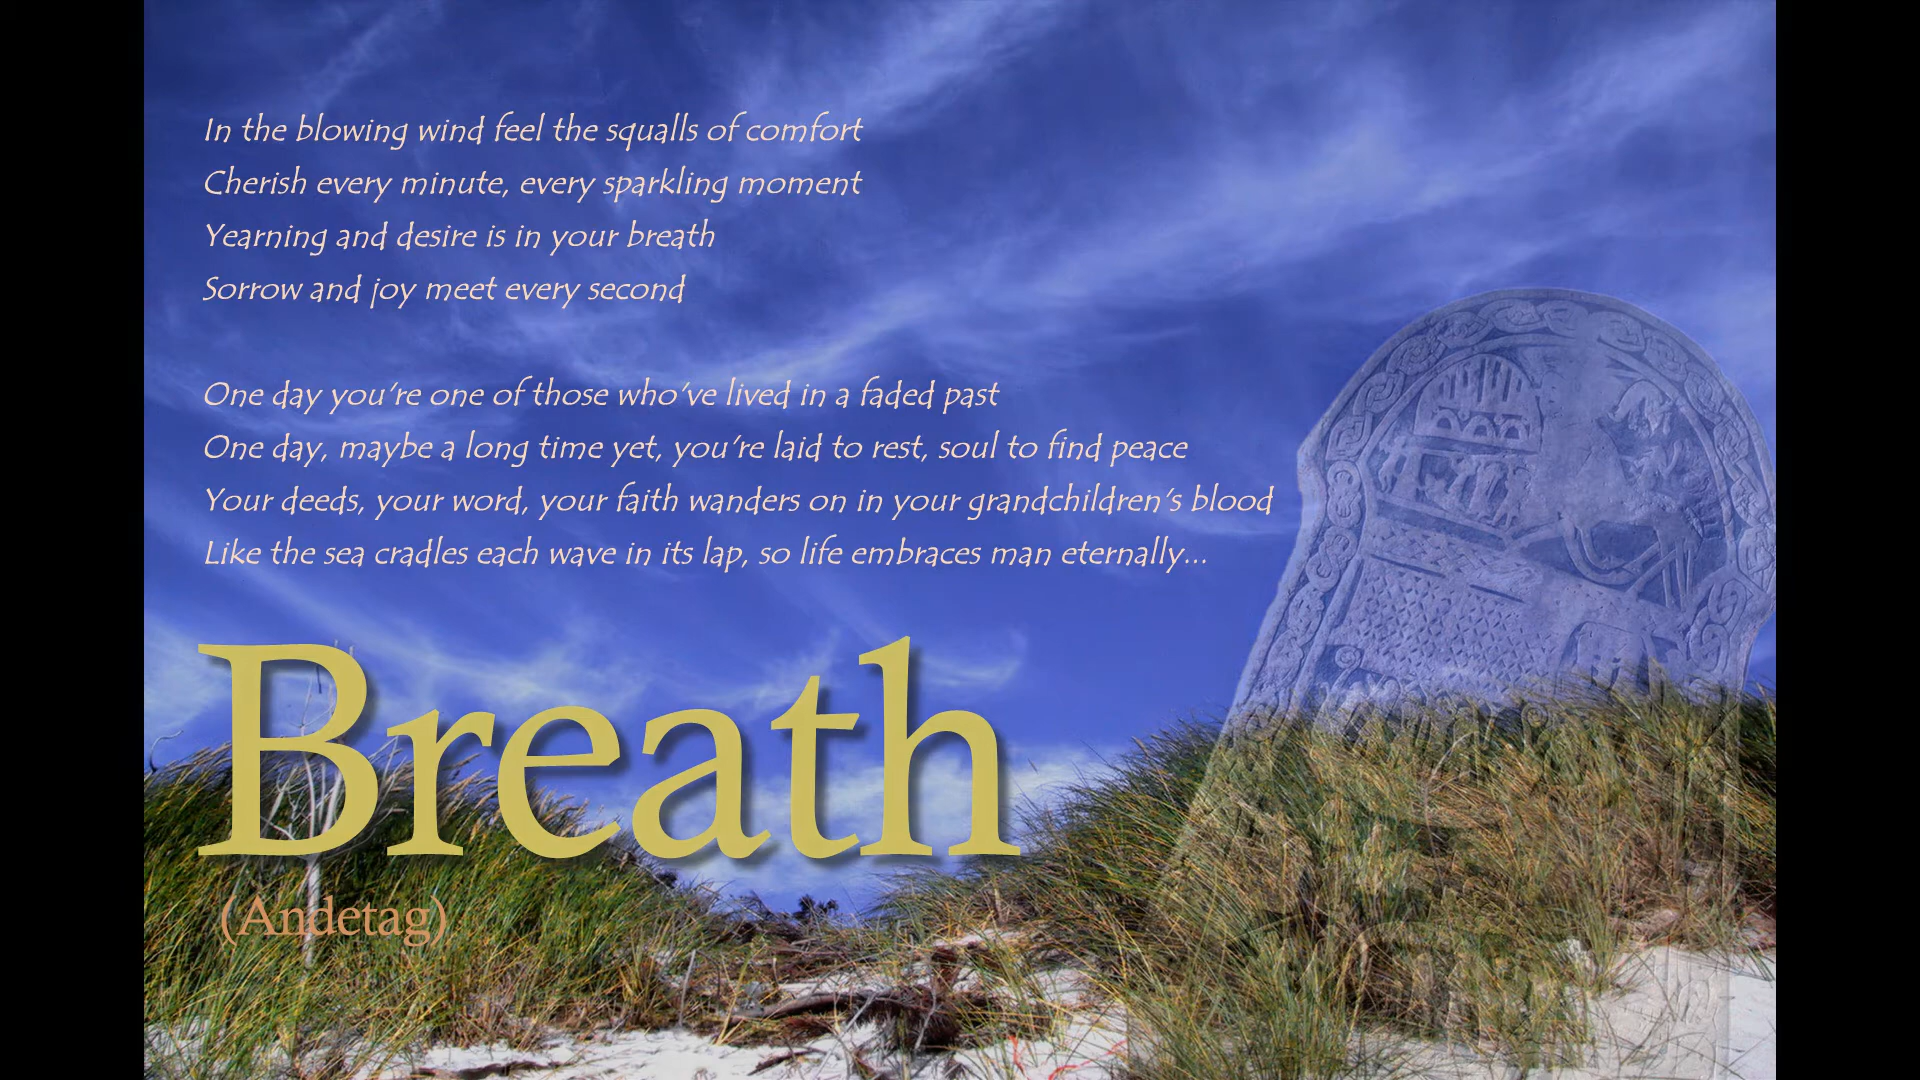 In the blowing wind feel the squalls of comfort
Cherish every minute, every sparkling moment
Yearning and desire is in your breath
Sorrow and joy meet every second
One day you're one of those who've lived in a faded past
One day, maybe a long time yet, you're laid to rest, soul to find peace
Your deeds, your word, your faith wanders on in your grandchildren's blood
Like the sea cradles each wave in its lap, so life embraces man eternally...
Breath
(Andetag)